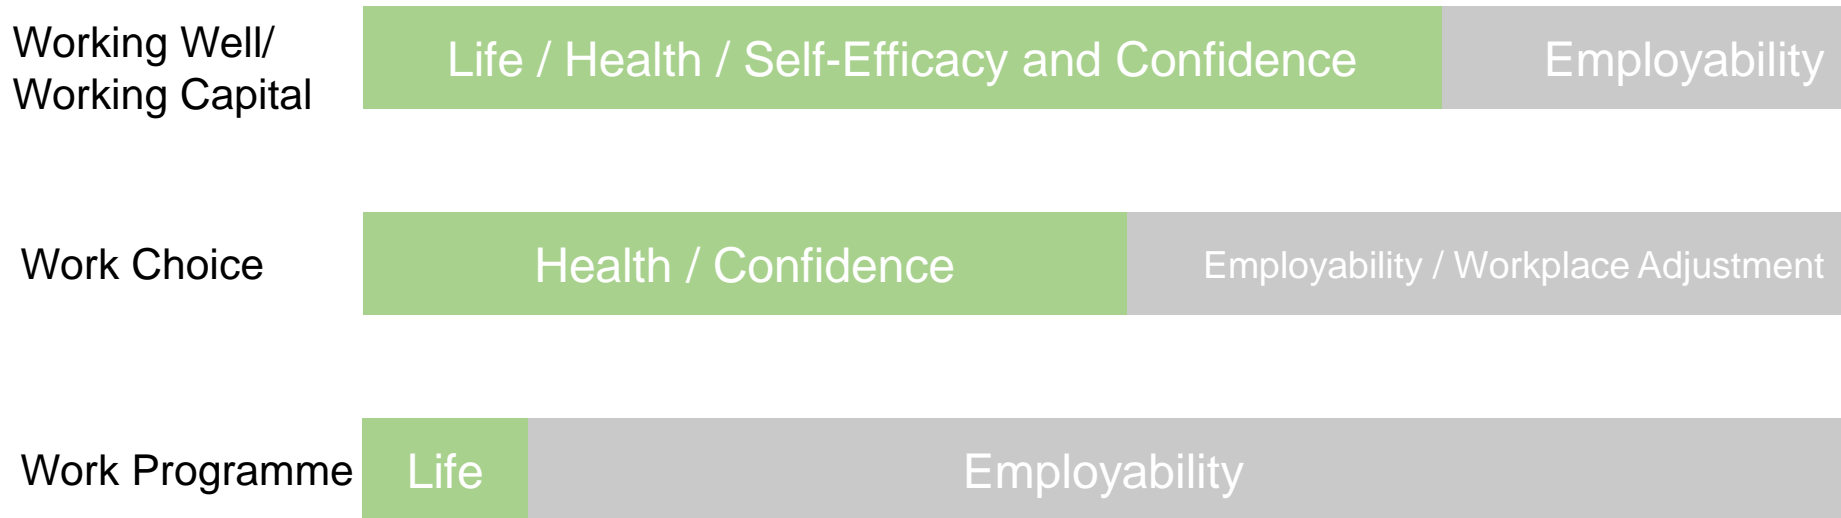 Working Well/
Working Capital
Life / Health / Self-Efficacy and Confidence
Employability
Work Choice
Health / Confidence
Employability / Workplace Adjustment
Work Programme
Life
Employability